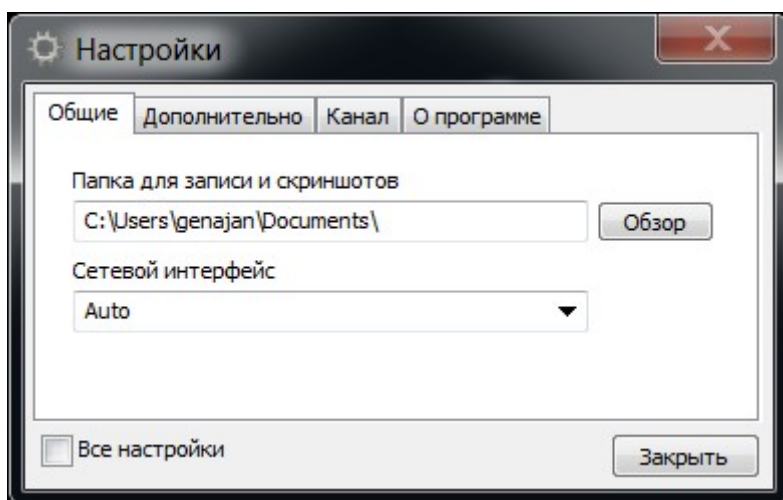 Настройки
Общие Дополнительно Канал О программе
Папка для записи и скриншотов
C:\Users\genajan\Documents\ Обзор
Сетевой интерфейс
Auto
Все настройки Закрыть